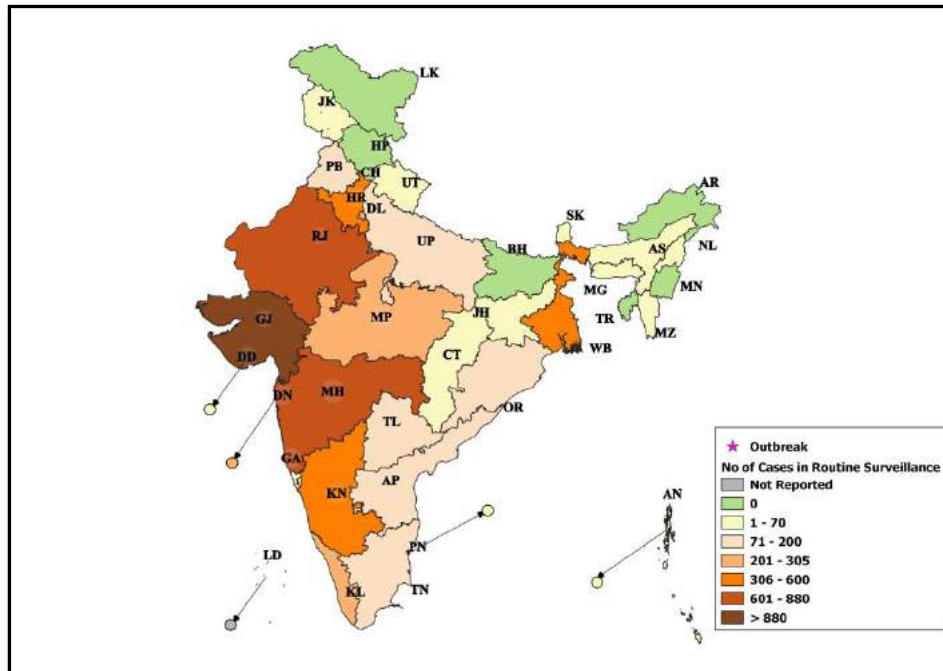 LK
JK
HP
PB
CH
UT
HR
DL
AR
SK
RJ
UP
BH
AS
NL
MG
MN
GJ
MP
JH
TR
MZ
DD
CT
WB
DN
MH
OR
TL
GA
AP
KN
AN
PN
LD
KL
TN
Outbreak
No of Cases in Routine Surveillance
Not Reported
0
1 - 70
71 - 200
201 - 305
306 - 600
601 - 880
> 880